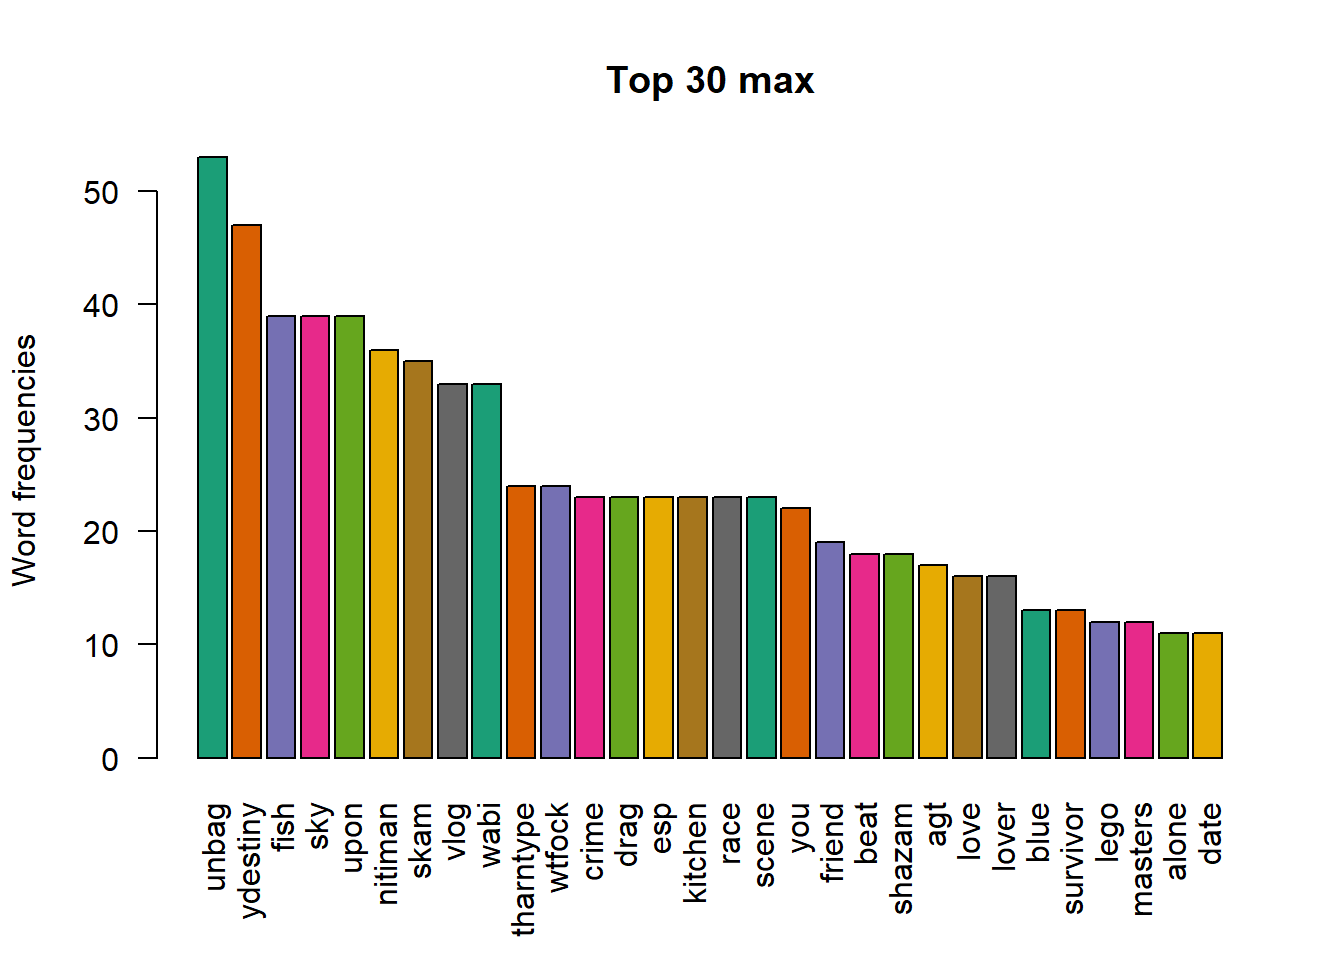 Top 30 max
Word frequencies
50
40
30
20
10
0
unbag
ydestiny
fish
sky
upon
nitiman
skam
vlog
wabi
tharntype
wtfock
crime
drag
esp
kitchen
race
scene
you
friend
beat
shazam
agt
love
lover
blue
survivor
lego
masters
alone
date